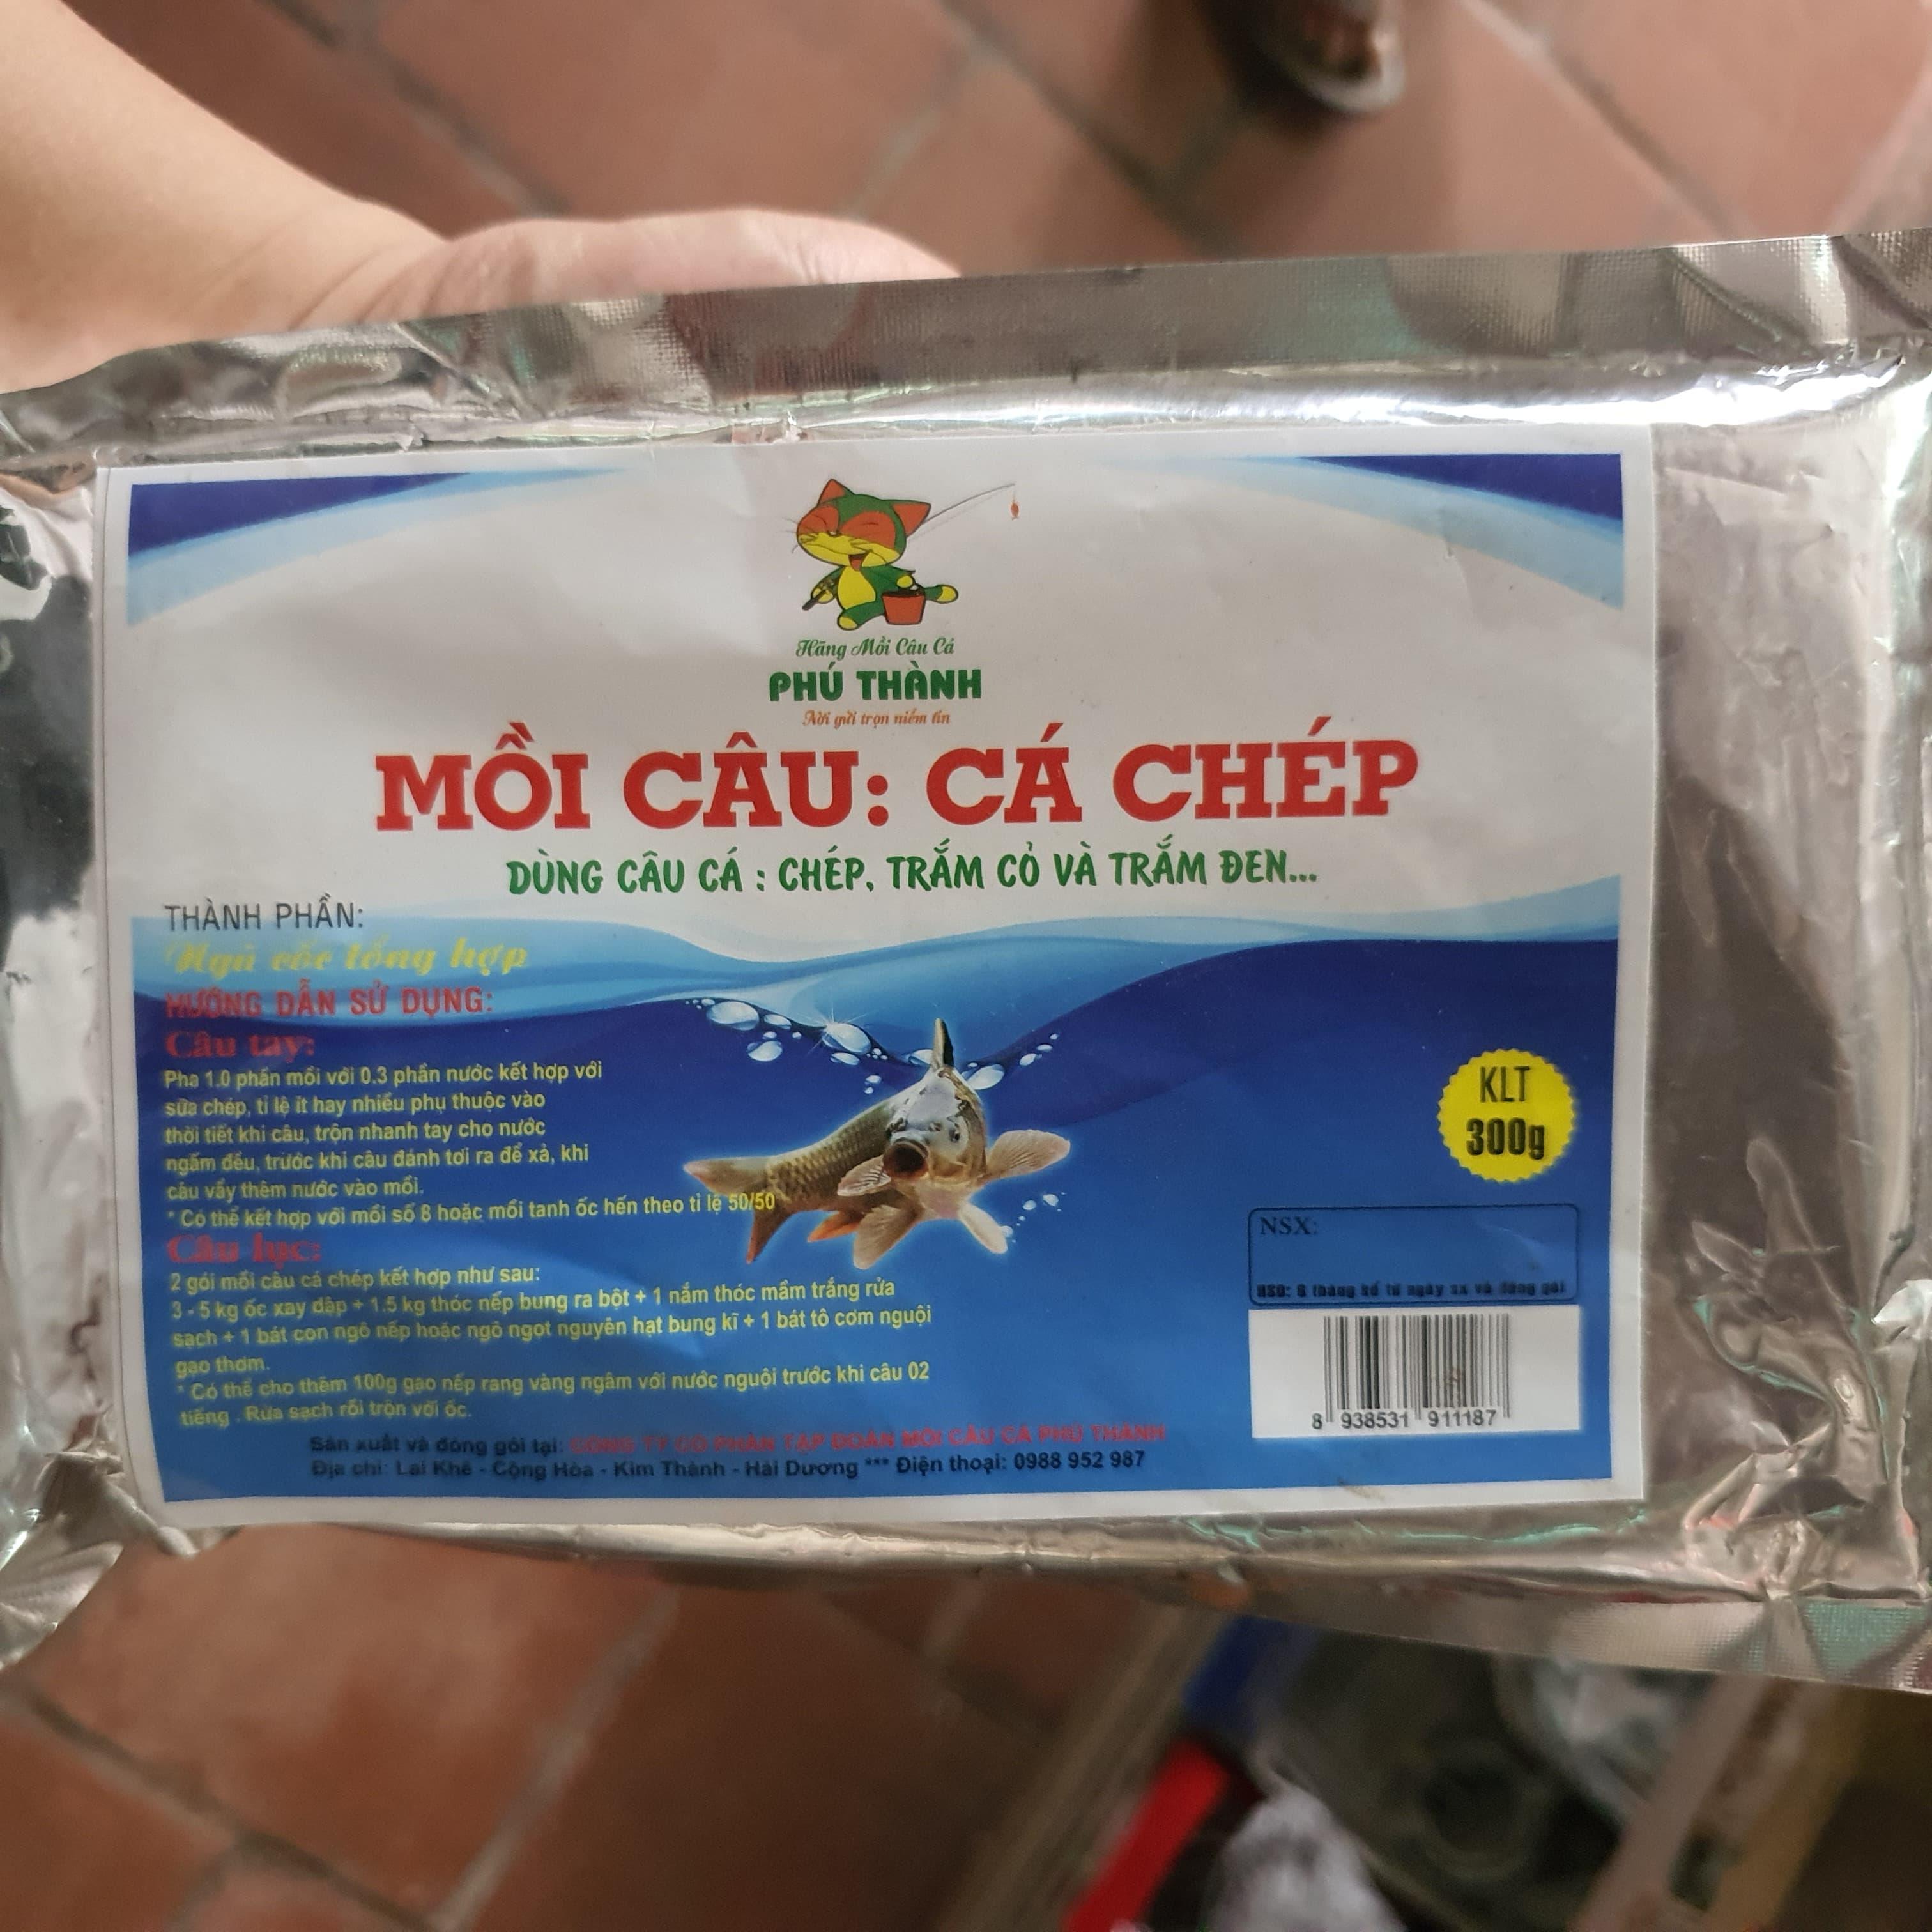 Hãng Mồi Câu Cá
PHÚ THÀNH
Nơi gửi trọn niềm tin
MỒI CÂU: CÁ CHÉP
DÙNG CÂU CÁ : CHÉP, TRẮM CỎ VÀ TRẮM ĐEN...
THÀNH PHẦN:
Ngũ cốc tổng hợp
HƯỚNG DẪN SỬ DỤNG:
Câu tay:
Pha 1.0 phần mồi với 0.3 phần nước kết hợp với
sữa chép, tỉ lệ ít hay nhiều phụ thuộc vào
thời tiết khi câu, trộn nhanh tay cho nước
ngấm đều, trước khi câu đánh tơi ra để xả, khi
câu vẩy thêm nước vào mồi.
* Có thể kết hợp với mồi số 8 hoặc mồi tanh ốc hến theo tỉ lệ 50/50
Câu lục:
2 gói mồi câu cá chép kết hợp như sau:
3 - 5 kg ốc xay dập + 1.5 kg thóc nếp bung ra bột + 1 nắm thóc mầm trắng rửa
sạch + 1 bát con ngô nếp hoặc ngô ngọt nguyên hạt bung kĩ + 1 bát tô cơm nguội
gạo thơm.
* Có thể cho thêm 100g gạo nếp rang vàng ngâm với nước nguội trước khi câu 02
tiếng . Rửa sạch rồi trộn với ốc.
KLT
300g
NSX:
HSD: 6 tháng kể từ ngày sx và đóng gói
8 938531 911187
Sản xuất và đóng gói tại: CÔNG TY CỔ PHẦN TẬP ĐOÀN MỒI CÂU CÁ PHÚ THÀNH
Địa chỉ: Lai Khê - Cộng Hòa - Kim Thành - Hải Dương *** Điện thoại: 0988 952 987